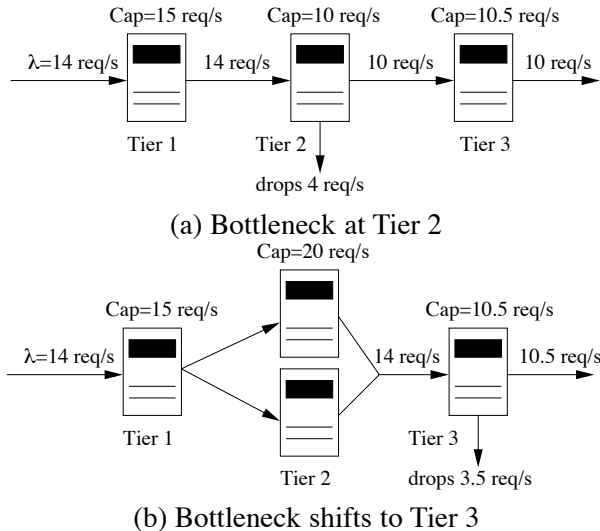 Cap=15 req/s
Cap=10 req/s
Cap=10.5 req/s
λ=14 req/s
14 req/s
10 req/s
10 req/s
Tier 1
Tier 2
Tier 3
drops 4 req/s
(a) Bottleneck at Tier 2
Cap=20 req/s
Cap=15 req/s
Cap=10.5 req/s
λ=14 req/s
14 req/s
10.5 req/s
Tier 1
Tier 2
Tier 3
drops 3.5 req/s
(b) Bottleneck shifts to Tier 3